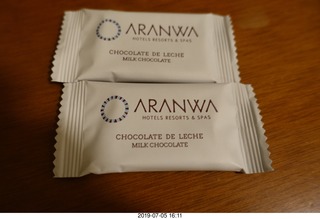 ARANWA
HOTELS RESORTS & SPAS
CHOCOLATE DE LECHE
MILK CHOCOLATE
ARANWA
HOTELS RESORTS & SPAS
CHOCOLATE DE LECHE
MILK CHOCOLATE
2019-07-05 16:11